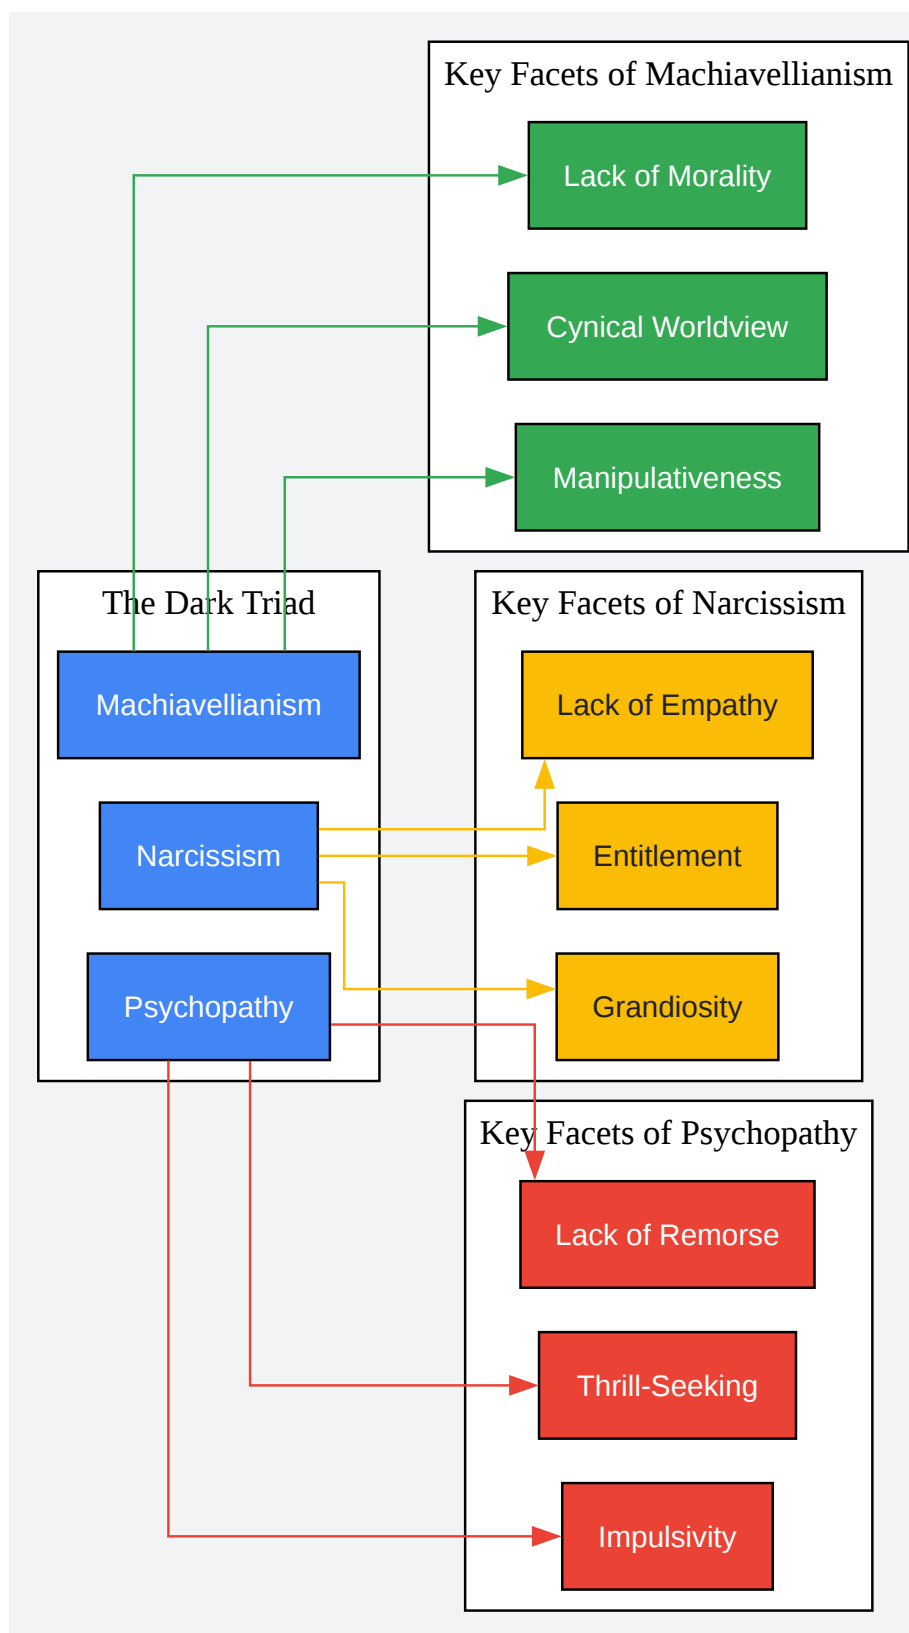 Key Facets of Machiavellianism
Lack of Morality
Cynical Worldview
Manipulativeness
The Dark Triad
Machiavellianism
Narcissism
Psychopathy
Key Facets of Narcissism
Lack of Empathy
Entitlement
Grandiosity
Key Facets of Psychopathy
Lack of Remorse
Thrill-Seeking
Impulsivity